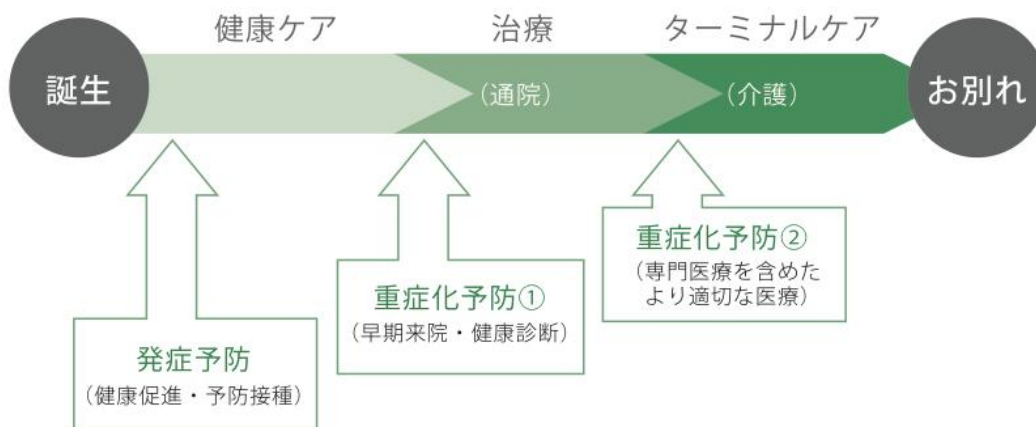 健康ケア
治療
ターミナルケア
誕生
(通院)
(介護)
お別れ
重症化予防②
(専門医療を含めた
より適切な医療)
重症化予防①
(早期来院・健康診断)
発症予防
(健康促進・予防接種)